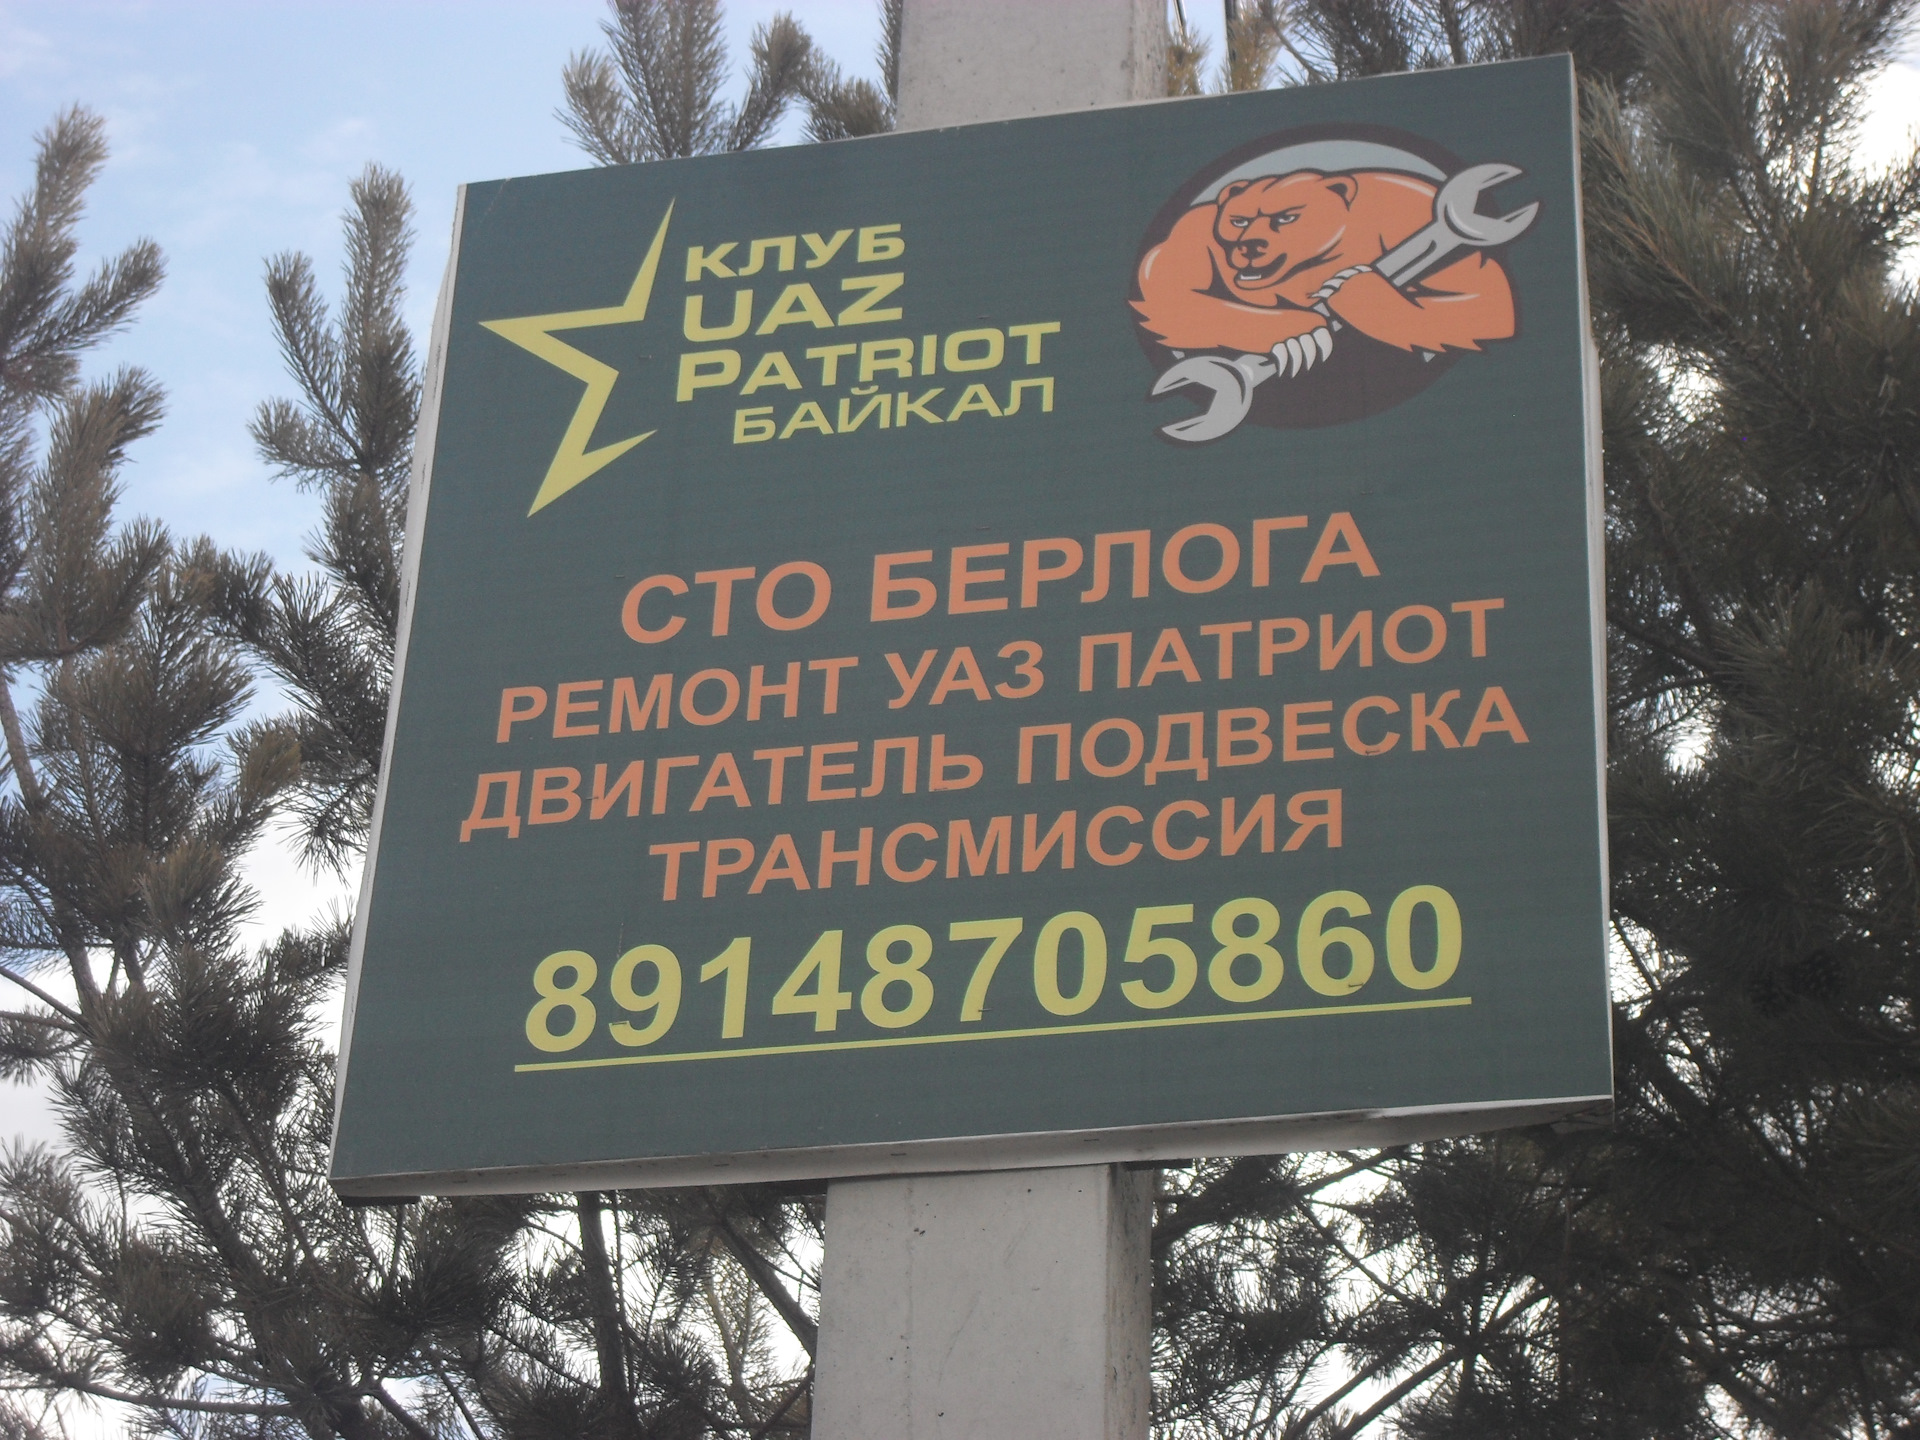 КЛУБ
UAZ
PATRIOT
БАЙКАЛ
СТО БЕРЛОГА
РЕМОНТ УАЗ ПАТРИОТ
ДВИГАТЕЛЬ ПОДВЕСКА
ТРАНСМИССИЯ
89148705860